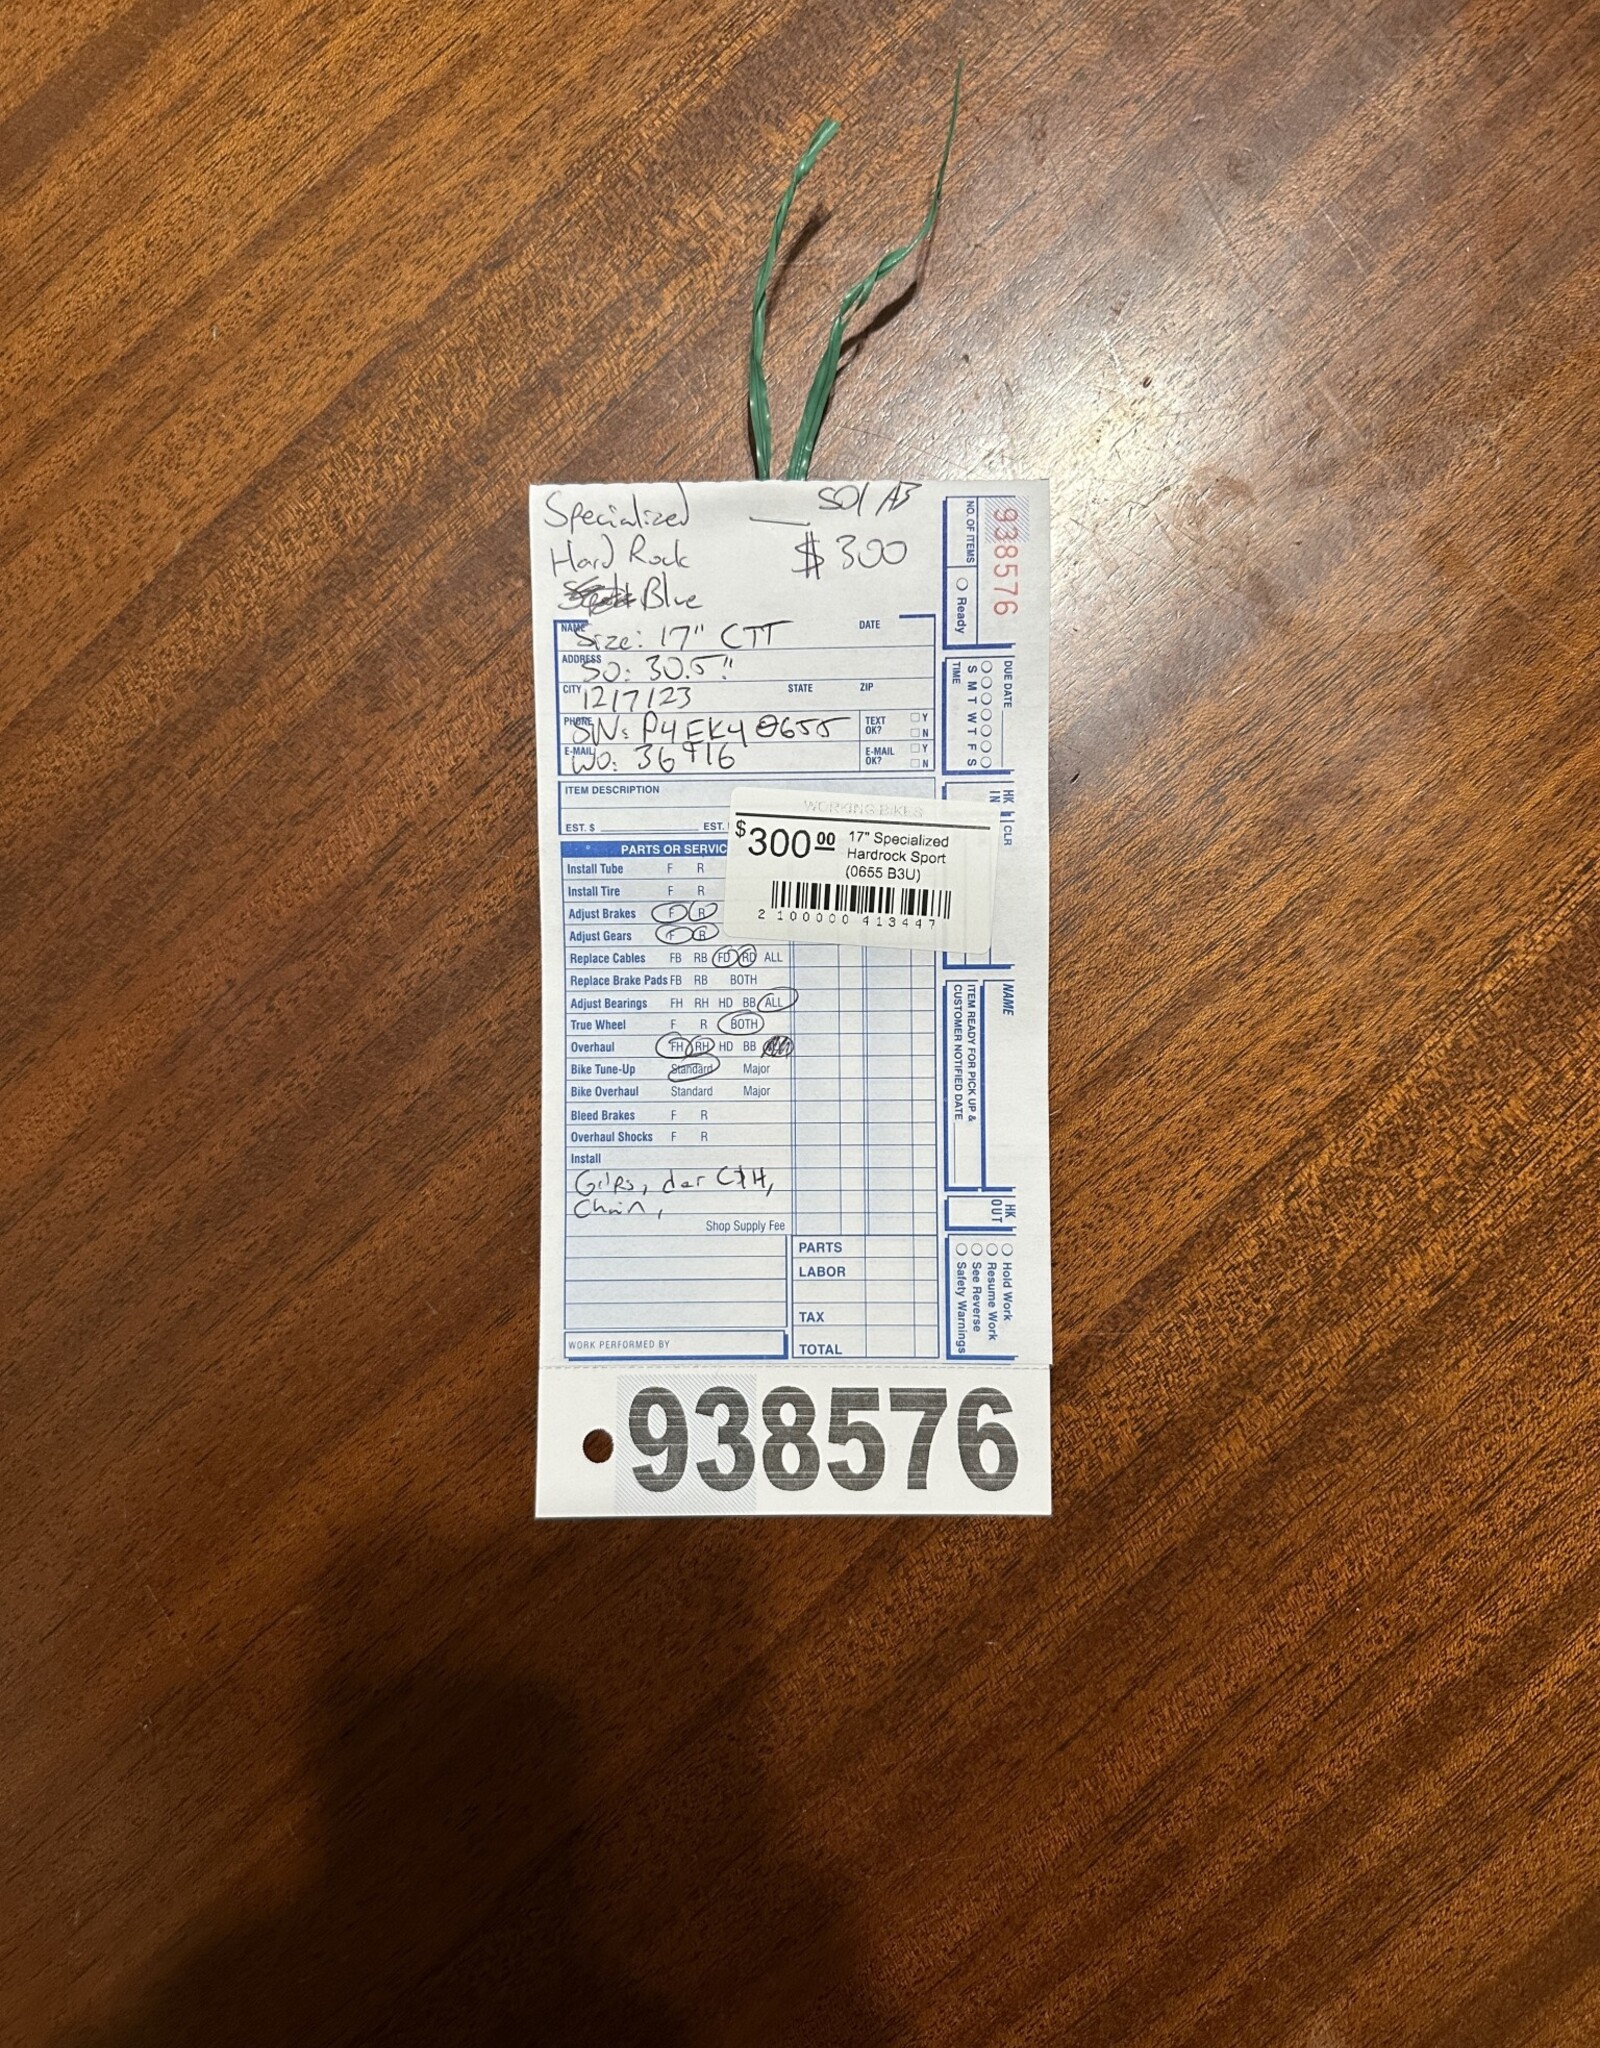 Specialized — SO/AB
Hard Rock $300
Blue
NAME Size: 17" CTT DATE
ADDRESS SO: 30.5"
CITY 12/7/23 STATE ZIP
PHONE SN: P4EK40655 TEXT OK? Y N
E-MAIL WO: E-MAIL OK? Y N
ITEM DESCRIPTION
EST. $ EST.
PARTS OR SERVIC
Install Tube F R
Install Tire F R
Adjust Brakes F R
Adjust Gears F R
Replace Cables FB RB FD RD ALL
Replace Brake Pads FB RB BOTH
Adjust Bearings FH RH HD BB ALL
True Wheel F R BOTH
Overhaul FH RH HD BB
Bike Tune-Up Standard Major
Bike Overhaul Standard Major
Bleed Brakes F R
Overhaul Shocks F R
Install
Grips, der C&H,
Chain,
Shop Supply Fee
PARTS
LABOR
TAX
TOTAL
WORK PERFORMED BY
WORKING BIKES
$300.00 17" Specialized
Hardrock Sport
(0655 B3U)
2 100000 413447
938576
NO. OF ITEMS
Ready
DUE DATE
S M T W T F S
TIME
HK IN
CLR
NAME
ITEM READY FOR PICK UP &
CUSTOMER NOTIFIED DATE
HK OUT
Hold Work
Resume Work
See Reverse
Safety Warnings
938576